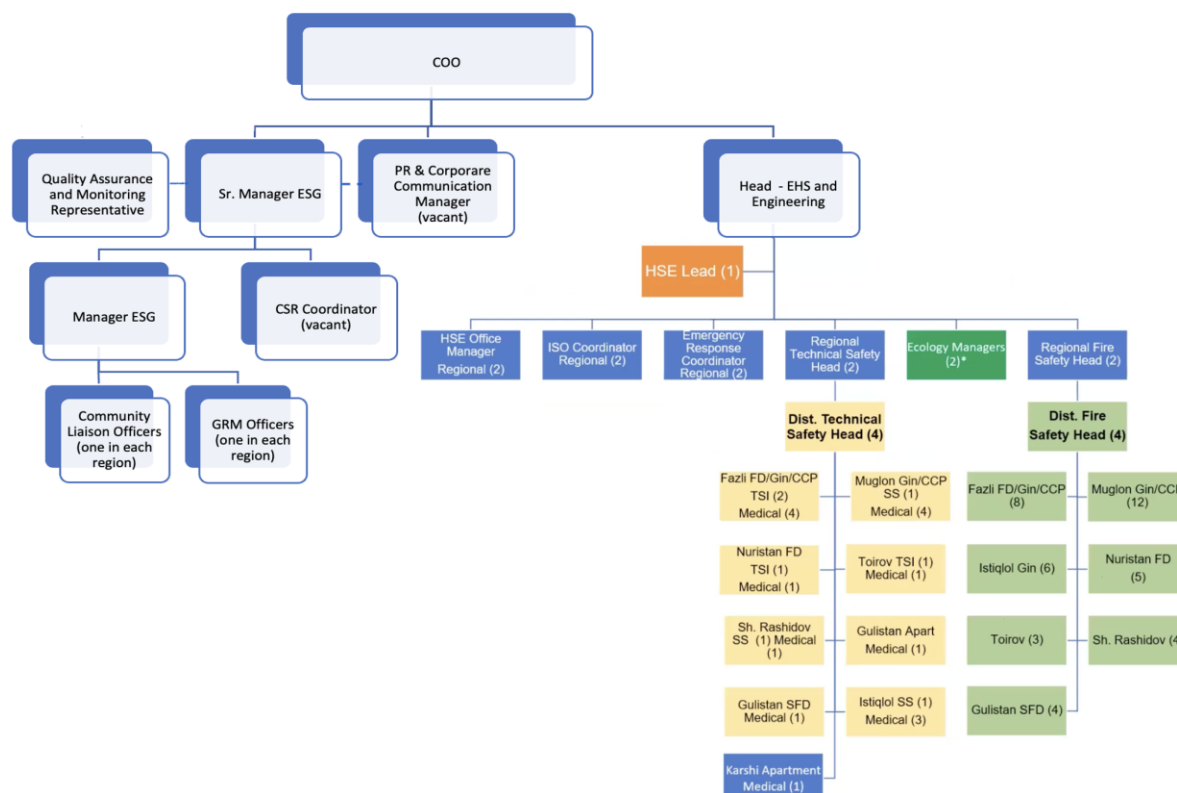 COO
Quality Assurance
and Monitoring
Representative
Sr. Manager ESG
PR & Corporare
Communication
Manager
(vacant)
Head - EHS and
Engineering
HSE Lead (1)
Manager ESG
CSR Coordinator
(vacant)
HSE Office
Manager
Regional (2)
ISO Coordinator
Regional (2)
Emergency
Response
Coordinator
Regional (2)
Regional
Technical Safety
Head (2)
Ecology Managers
(2)*
Regional Fire
Safety Head (2)
Community
Liaison Officers
(one in each
region)
GRM Officers
(one in each
region)
Dist. Technical
Safety Head (4)
Dist. Fire
Safety Head (4)
Fazli FD/Gin/CCP
TSI (2)
Medical (4)
Muglon Gin/CCP
SS (1)
Medical (4)
Fazli FD/Gin/CCP
(8)
Muglon Gin/CCP
(12)
Nuristan FD
TSI (1)
Medical (1)
Toirov TSI (1)
Medical (1)
Istiqlol Gin (6)
Nuristan FD
(5)
Sh. Rashidov
SS (1) Medical
(1)
Gulistan Apart
Medical (1)
Toirov (3)
Sh. Rashidov (4
Gulistan SFD
Medical (1)
Istiqlol SS (1)
Medical (3)
Gulistan SFD (4)
Karshi Apartment
Medical (1)